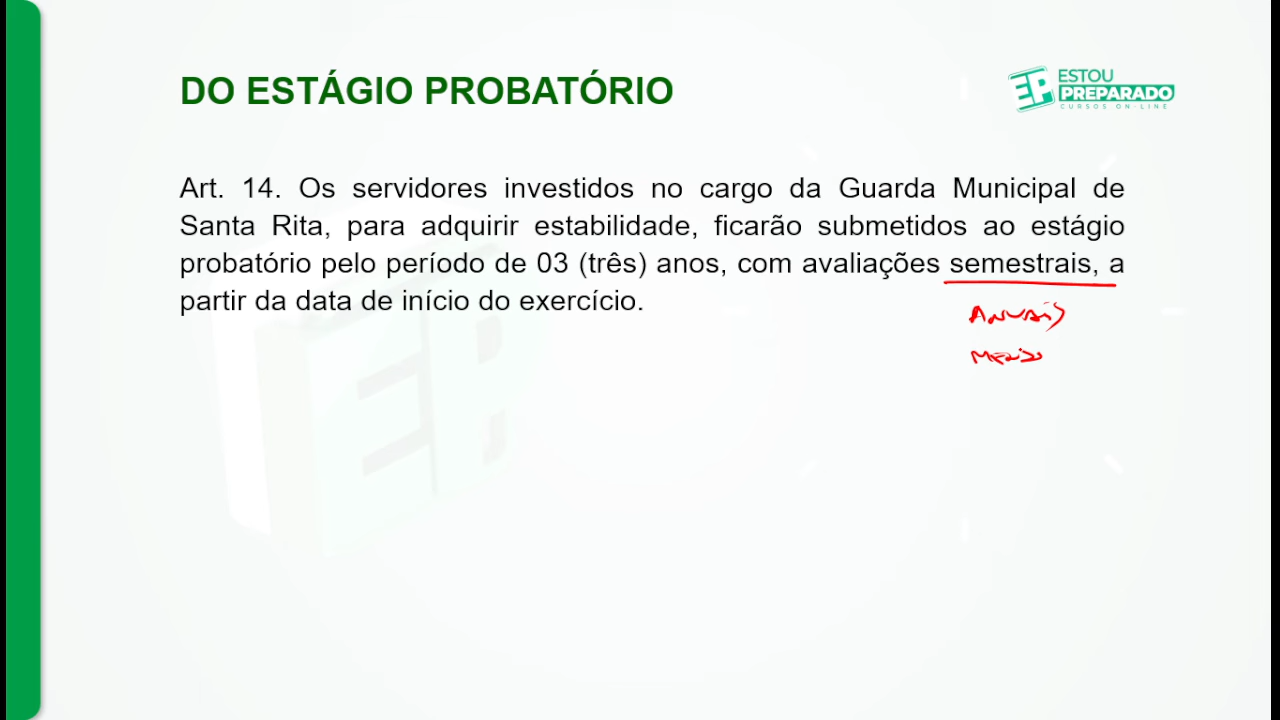 DO ESTÁGIO PROBATÓRIO
ESTOU
PREPARADO
CURSOS ON-LINE
Art. 14. Os servidores investidos no cargo da Guarda Municipal de
Santa Rita, para adquirir estabilidade, ficarão submetidos ao estágio
probatório pelo período de 03 (três) anos, com avaliações semestrais, a
partir da data de início do exercício.
ANUAIS